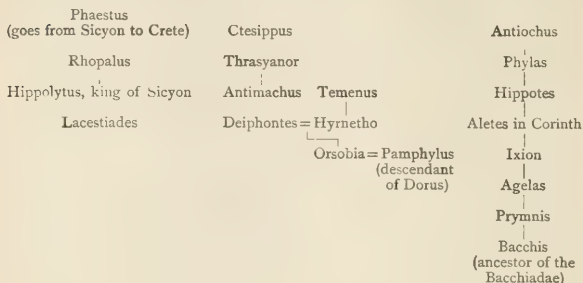 Phaestus
(goes from Sicyon to Crete) Ctesippus Antiochus
Rhopalus Thrasyanor Phylas
Hippolytus, king of Sicyon Antimachus Temenus Hippotes
Lacestiades Deiphontes = Hyrnetho Aletes in Corinth
Orsobia = Pamphylus Ixion
(descendant
of Dorus) Agelas
Prymnis
Bacchis
(ancestor of the
Bacchiadae)